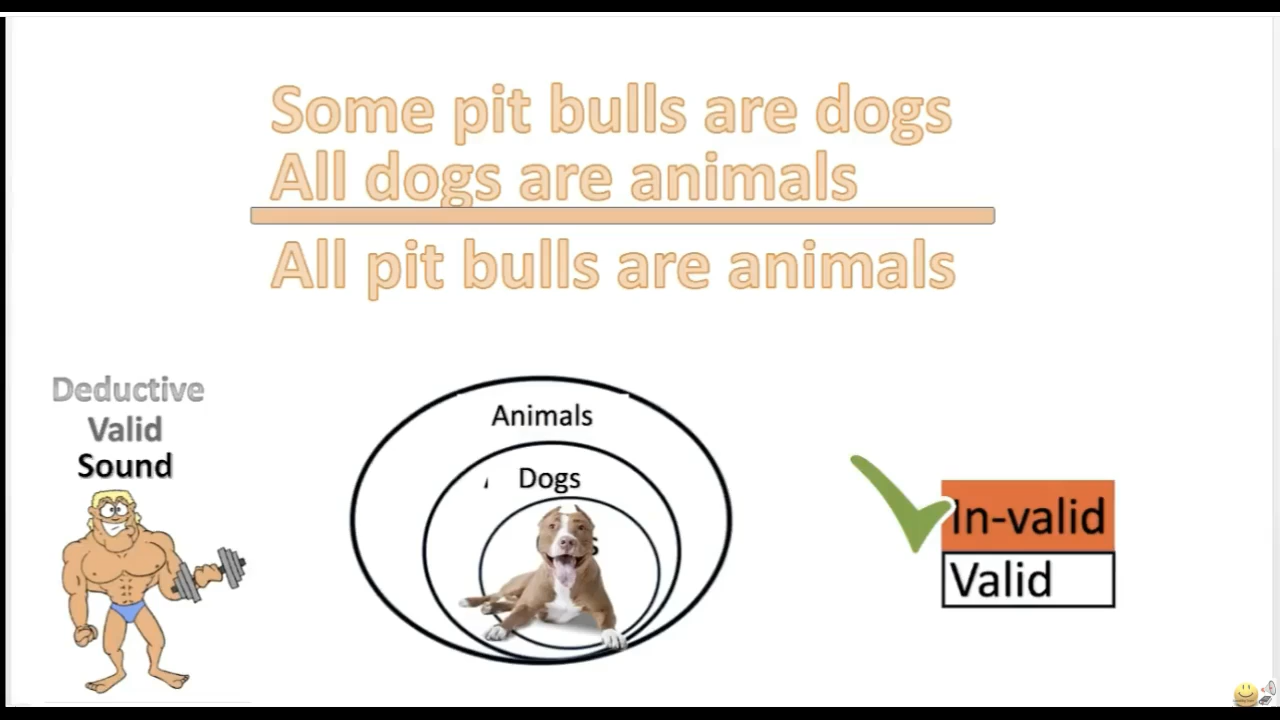 Some pit bulls are dogs
All dogs are animals
All pit bulls are animals
Deductive
Valid
Sound
Animals
Dogs
In-valid
Valid